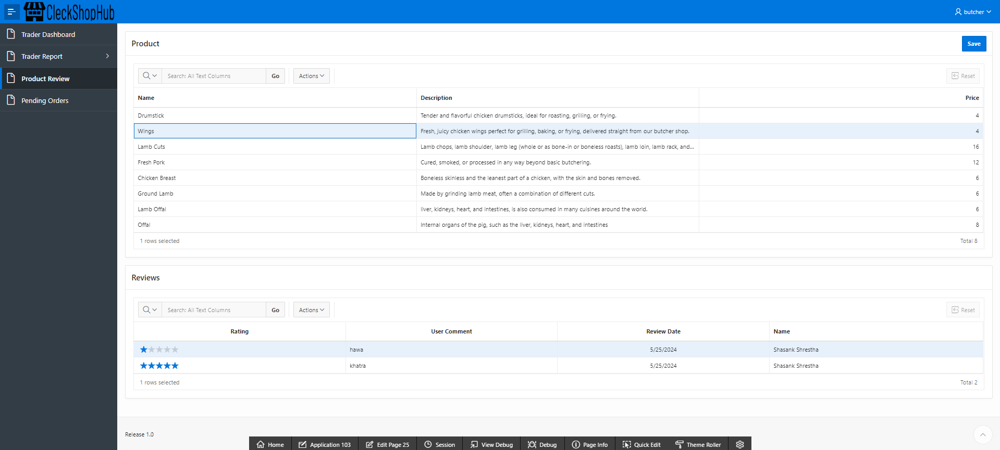 CleckShopHub
butcher
Trader Dashboard
Trader Report
Product Review
Pending Orders
Product
Save
Search: All Text Columns
Go
Actions
Reset
Name Description Price
Drumstick Tender and flavorful chicken drumsticks, ideal for roasting, grilling, or frying. 4
Wings Fresh, juicy chicken wings perfect for grilling, baking, or frying, delivered straight from our butcher shop. 4
Lamb Cuts Lamb chops, lamb shoulder, lamb leg (whole or as bone-in or boneless roasts), lamb loin, lamb rack, and... 16
Fresh Pork Cured, smoked, or processed in any way beyond basic butchering. 12
Chicken Breast Boneless skinless and the leanest part of a chicken, with the skin and bones removed. 6
Ground Lamb Made by grinding lamb meat, often a combination of different cuts. 6
Lamb Offal liver, kidneys, heart, and intestines, is also consumed in many cuisines around the world. 6
Offal Internal organs of the pig, such as the liver, kidneys, heart, and intestines 8
1 rows selected Total 8
Reviews
Search: All Text Columns
Go
Actions
Reset
Rating User Comment Review Date Name
hawa 5/25/2024 Shasank Shrestha
khatra 5/25/2024 Shasank Shrestha
1 rows selected Total 2
Release 1.0
Home Application 103 Edit Page 25 Session View Debug Debug Page Info Quick Edit Theme Roller